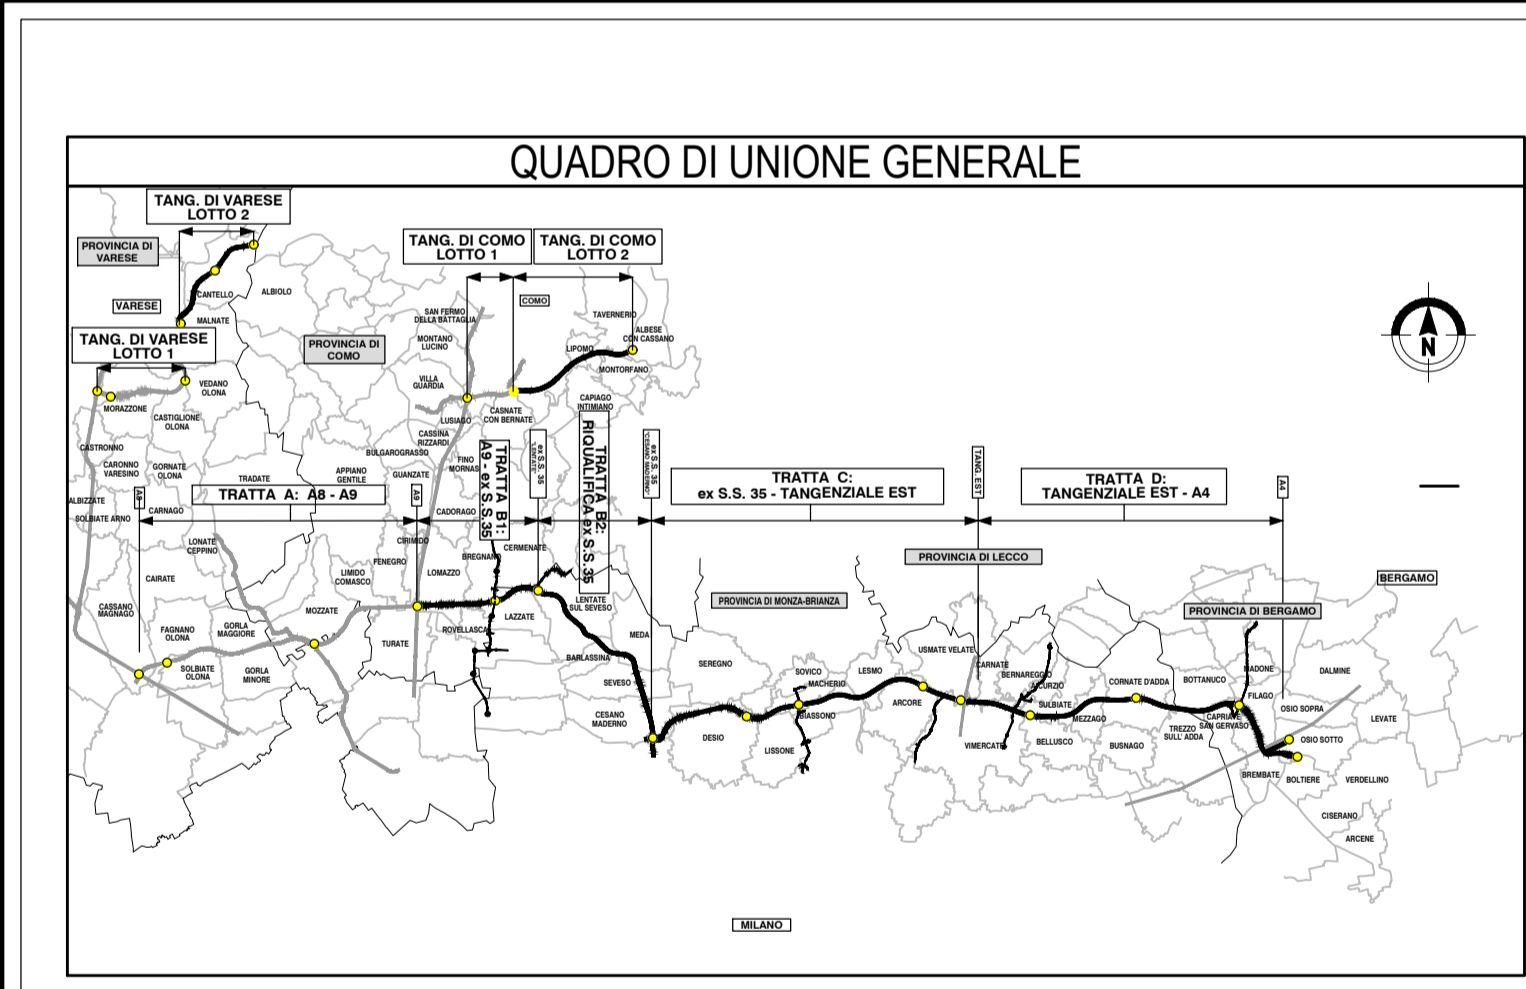 QUADRO DI UNIONE GENERALE
TANG. DI VARESE
LOTTO 2
PROVINCIA DI
VARESE
VARESE
CANTELLO
ALBIOLO
MALNATE
TANG. DI VARESE
LOTTO 1
PROVINCIA DI
COMO
TANG. DI COMO
LOTTO 1
TANG. DI COMO
LOTTO 2
COMO
SAN FERMO
DELLA BATTAGLIA
MONTANO
LUCINO
TAVERNERIO
ALBESE
CON CASSANO
LIPOMO
MONTORFANO
VILLA
GUARDIA
CAPIAGO
INTIMIANO
CASNATE
CON BERNATE
LUSIAGO
CASSINA
RIZZARDI
BULGAROGRASSO
VEDANO
OLONA
MORAZZONE
CASTIGLIONE
OLONA
CASTRONNO
CARONNO
VARESINO
GORNATE
OLONA
TRADATE
APPIANO
GENTILE
GUANZATE
FINO
MORNAS
ALBIZZATE
SOLBIATE ARNO
CARNAGO
TRATTA A: A8 - A9
A9
TRATTA B1:
A9 - ex S.S.35
ex S.S. 35
"LENTATE"
TRATTA B2:
RIQUALIFICA ex S.S.35
ex S.S. 35
"CESANO MADERNO"
TRATTA C:
ex S.S. 35 - TANGENZIALE EST
TANG. EST
TRATTA D:
TANGENZIALE EST - A4
A4
N
CADORAGO
CIRIMIDO
LONATE
CEPPINO
FENEGRO
LOMAZZO
BREGNANO
CERMENATE
LIMIDO
COMASCO
CAIRATE
CASSANO
MAGNAGO
MOZZATE
GORLA
MAGGIORE
FAGNANO
OLONA
SOLBIATE
OLONA
GORLA
MINORE
TURATE
ROVELLASCA
LAZZATE
LENTATE
SUL SEVESO
MEDA
BARLASSINA
SEVESO
CESANO
MADERNO
PROVINCIA DI MONZA-BRIANZA
PROVINCIA DI LECCO
PROVINCIA DI BERGAMO
BERGAMO
SEREGNO
SOVICO
MACHERIO
LESMO
USMATE VELATE
CARNATE
BERNAREGGIO
AICURZIO
SULBIATE
CORNATE D'ADDA
BOTTANUCO
MADONE
DALMINE
FILAGO
OSIO SOPRA
LEVATE
BIASSONO
ARCORE
MEZZAGO
CAPRIATE
SAN GERVASO
TREZZO
SULL' ADDA
DESIO
LISSONE
VIMERCATE
BELLUSCO
BUSNAGO
OSIO SOTTO
BREMBATE
BOLTIERE
VERDELLINO
CISERANO
ARCENE
MILANO